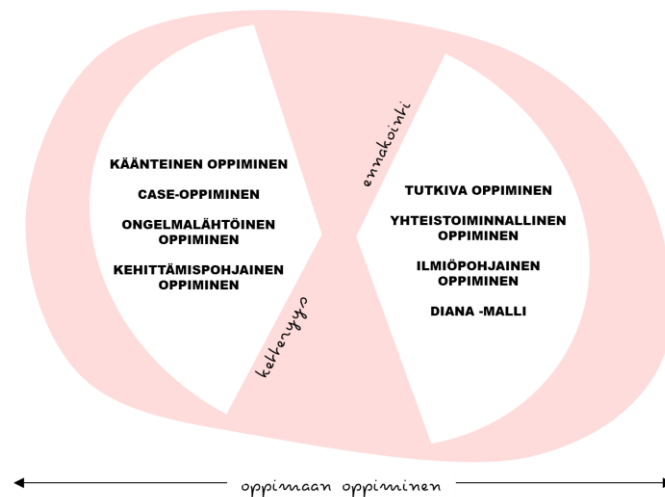 KÄÄNTEINEN OPPIMINEN
CASE-OPPIMINEN
ONGELMALÄHTÖINEN
OPPIMINEN
KEHITTÄMISPOHJAINEN
OPPIMINEN
ketteryys
ennakointi
TUTKIVA OPPIMINEN
YHTEISTOIMINNALLINEN
OPPIMINEN
ILMIÖPOHJAINEN
OPPIMINEN
DIANA -MALLI
oppimaan oppiminen